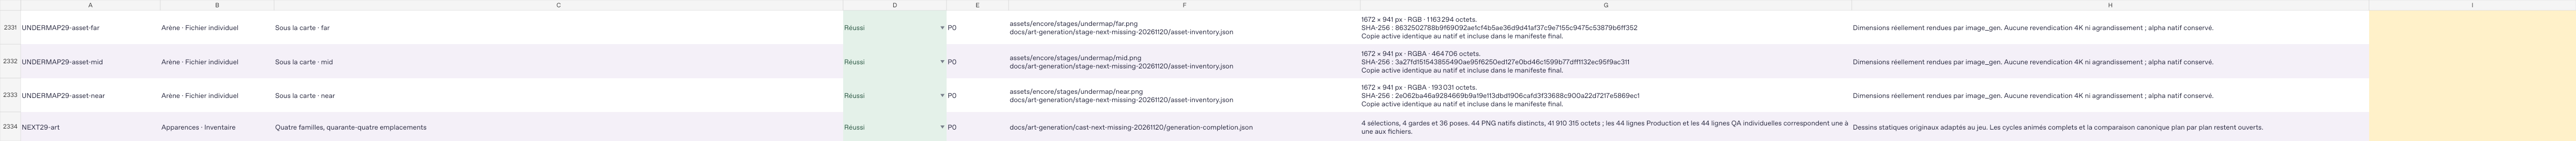 A B C D E F G H I
2331 UNDERMAP29-asset-far Arène · Fichier individuel Sous la carte · far Réussi P0
assets/encore/stages/undermap/far.png
docs/art-generation/stage-next-missing-20261120/asset-inventory.json
1672 × 941 px · RGB · 1 163 294 octets.
SHA-256 : 8632502788b9f69092ae1cf4b5ae36d9d41af37c9e7155c9475c53879b6ff352
Copie active identique au natif et incluse dans le manifeste final.
Dimensions réellement rendues par image_gen. Aucune revendication 4K ni agrandissement ; alpha natif conservé.
2332 UNDERMAP29-asset-mid Arène · Fichier individuel Sous la carte · mid Réussi P0
assets/encore/stages/undermap/mid.png
docs/art-generation/stage-next-missing-20261120/asset-inventory.json
1672 × 941 px · RGBA · 464 706 octets.
SHA-256 : 3a27fd151543855490ae95f6250ed127e0bd46c1599b77dff1132ec95f9ac311
Copie active identique au natif et incluse dans le manifeste final.
Dimensions réellement rendues par image_gen. Aucune revendication 4K ni agrandissement ; alpha natif conservé.
2333 UNDERMAP29-asset-near Arène · Fichier individuel Sous la carte · near Réussi P0
assets/encore/stages/undermap/near.png
docs/art-generation/stage-next-missing-20261120/asset-inventory.json
1672 × 941 px · RGBA · 193 031 octets.
SHA-256 : 2e062ba46a9284669b9a19e113dbd1906cafd3f33688c900a22d7217e5869ec1
Copie active identique au natif et incluse dans le manifeste final.
Dimensions réellement rendues par image_gen. Aucune revendication 4K ni agrandissement ; alpha natif conservé.
2334 NEXT29-art Apparences · Inventaire Quatre familles, quarante-quatre emplacements Réussi P0
docs/art-generation/cast-next-missing-20261120/generation-completion.json
4 sélections, 4 gardes et 36 poses. 44 PNG natifs distincts, 41 910 315 octets ; les 44 lignes Production et les 44 lignes QA individuelles correspondent une à
une aux fichiers.
Dessins statiques originaux adaptés au jeu. Les cycles animés complets et la comparaison canonique plan par plan restent ouverts.